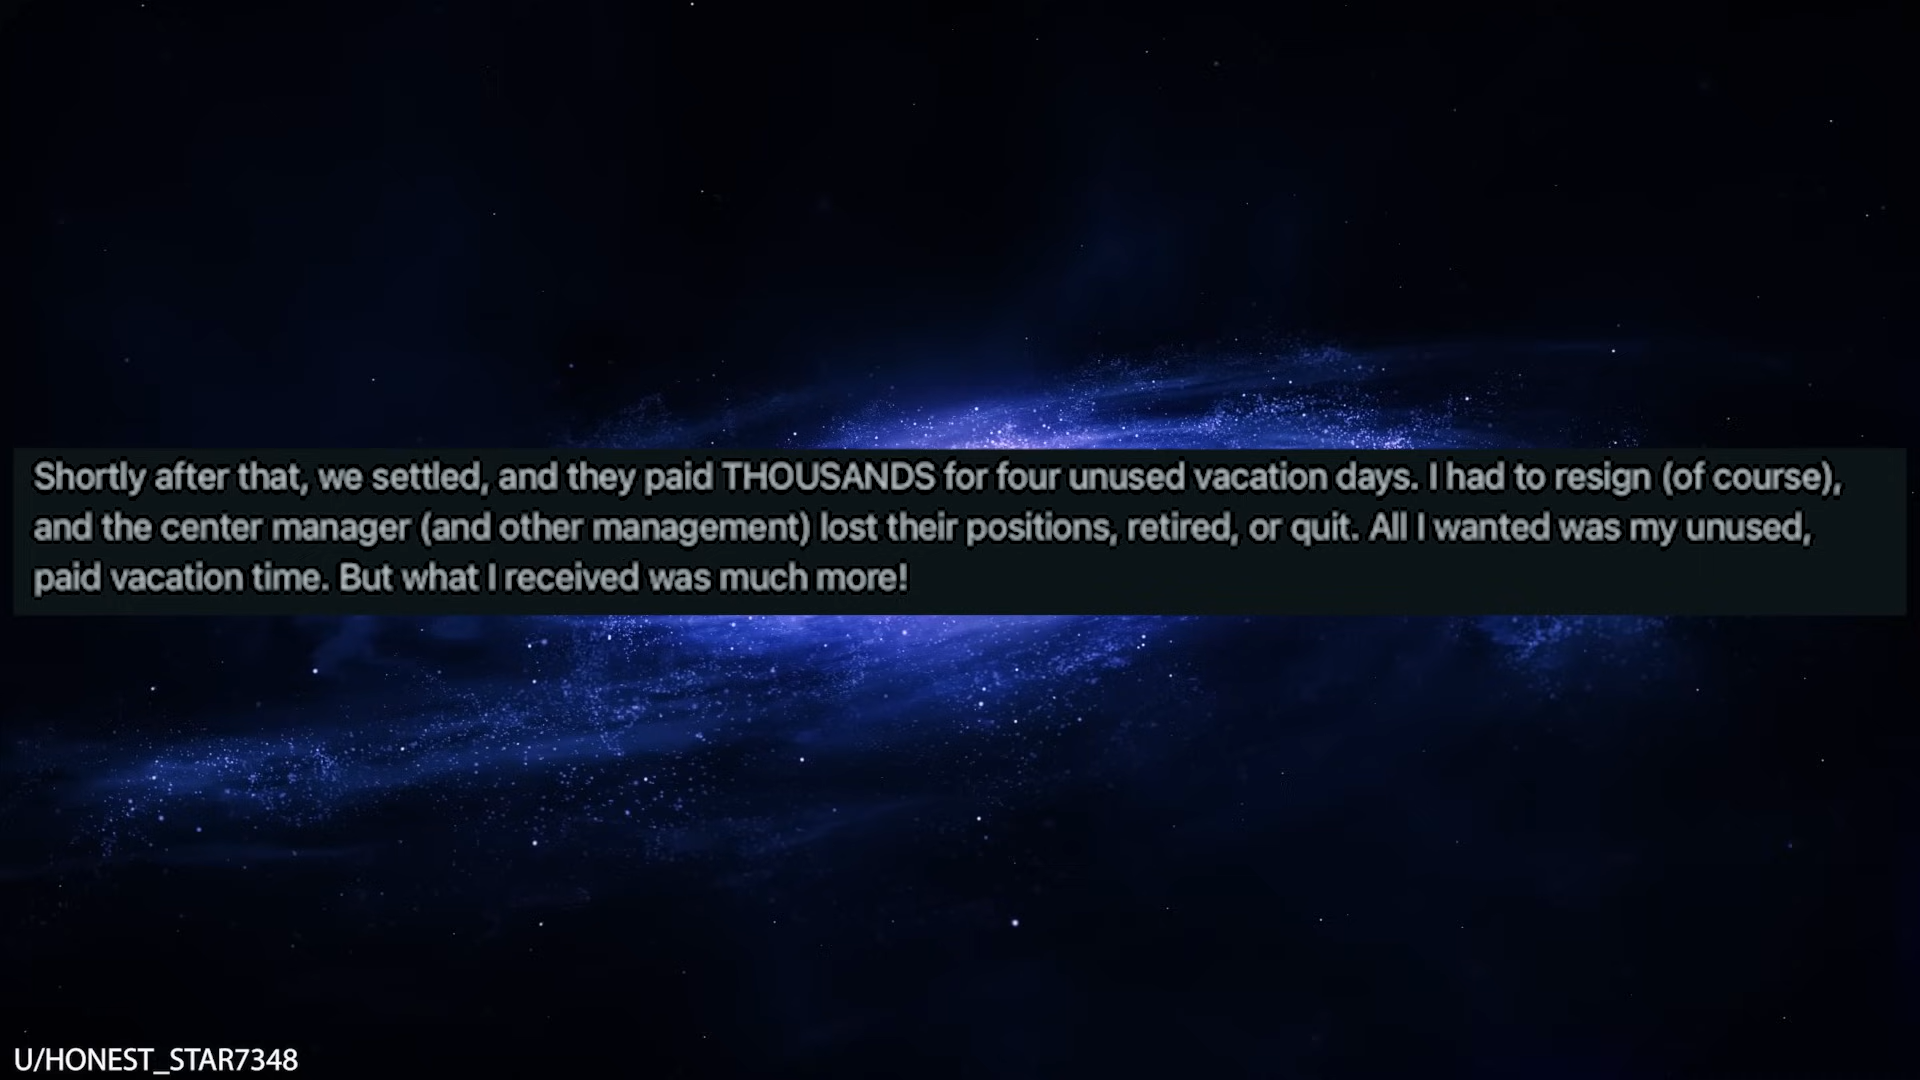 Shortly after that, we settled, and they paid THOUSANDS for four unused vacation days. I had to resign (of course),
and the center manager (and other management) lost their positions, retired, or quit. All I wanted was my unused,
paid vacation time. But what I received was much more!
U/HONEST_STAR7348